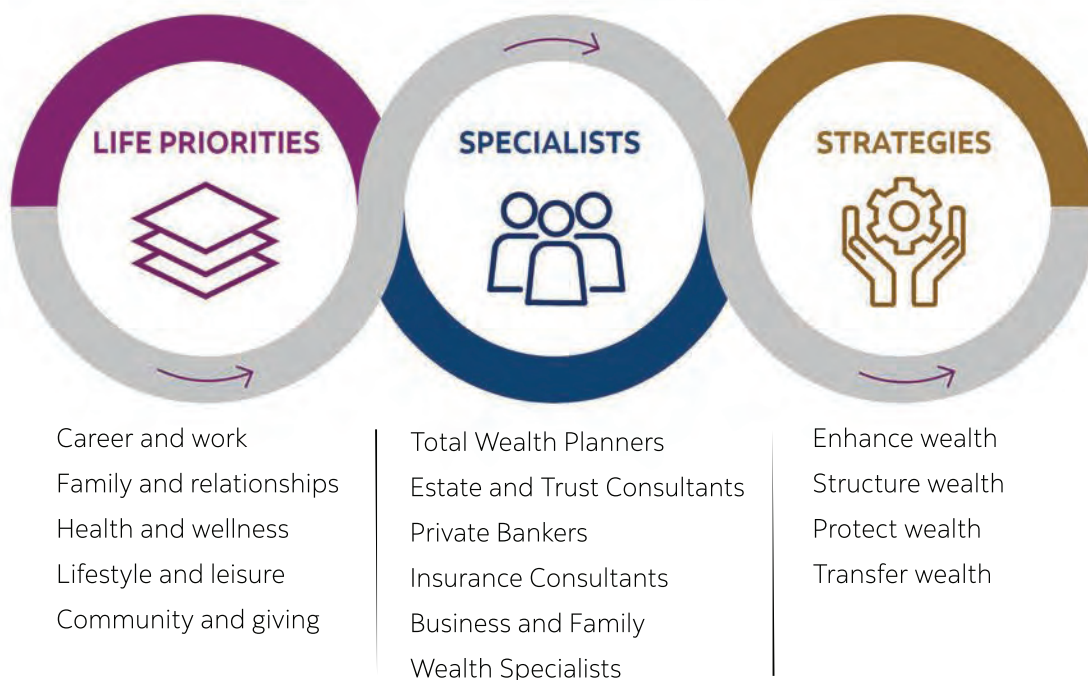 LIFE PRIORITIES
SPECIALISTS
STRATEGIES
Career and work
Family and relationships
Health and wellness
Lifestyle and leisure
Community and giving
Total Wealth Planners
Estate and Trust Consultants
Private Bankers
Insurance Consultants
Business and Family
Wealth Specialists
Enhance wealth
Structure wealth
Protect wealth
Transfer wealth